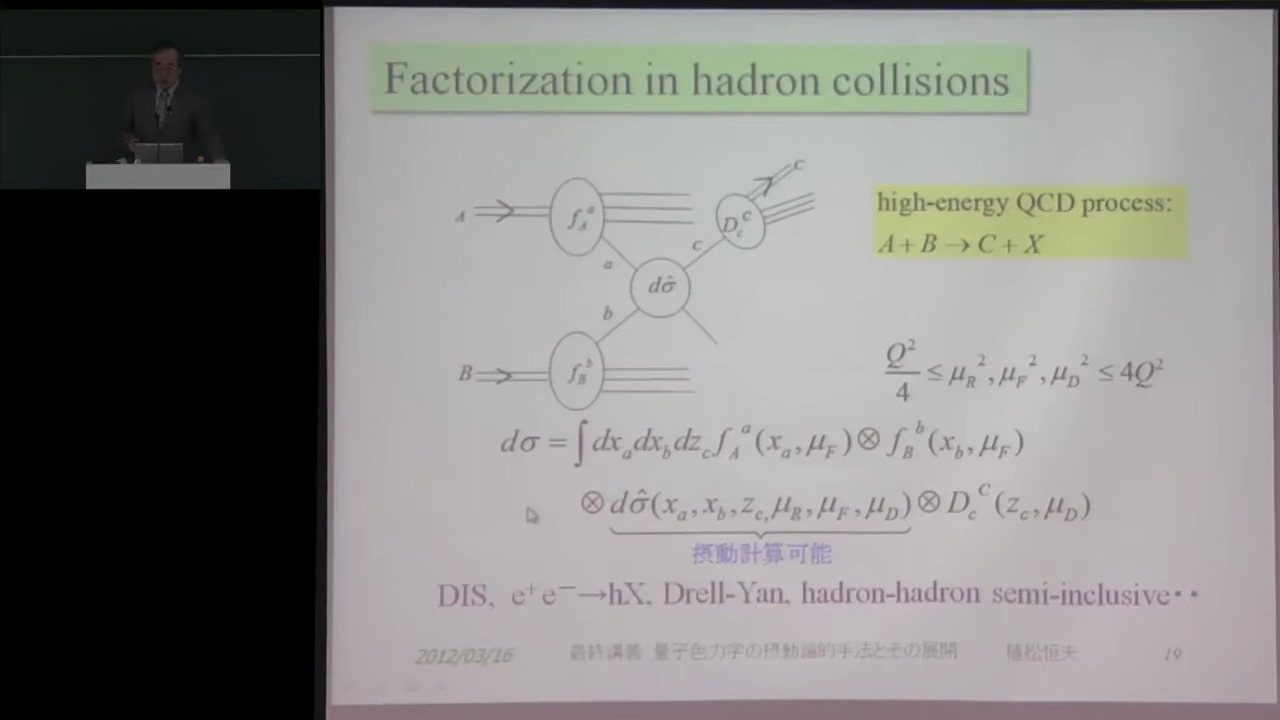 Factorization in hadron collisions
A
f_A^a
D_c^C
C
c
a
dσ̂
b
B
f_B^b
high-energy QCD process:
A + B → C + X
Q²/4 ≤ μ_R², μ_F², μ_D² ≤ 4Q²
dσ = ∫dx_a dx_b dz_c f_A^a(x_a, μ_F) ⊗ f_B^b(x_b, μ_F)
⊗ dσ̂(x_a, x_b, z_c, μ_R, μ_F, μ_D) ⊗ D_c^C(z_c, μ_D)
摂動計算可能
DIS, e⁺e⁻→hX, Drell-Yan, hadron-hadron semi-inclusive‥
2012/03/16 最終講義 量子色力学の摂動論的手法とその展開 植松恒夫 19